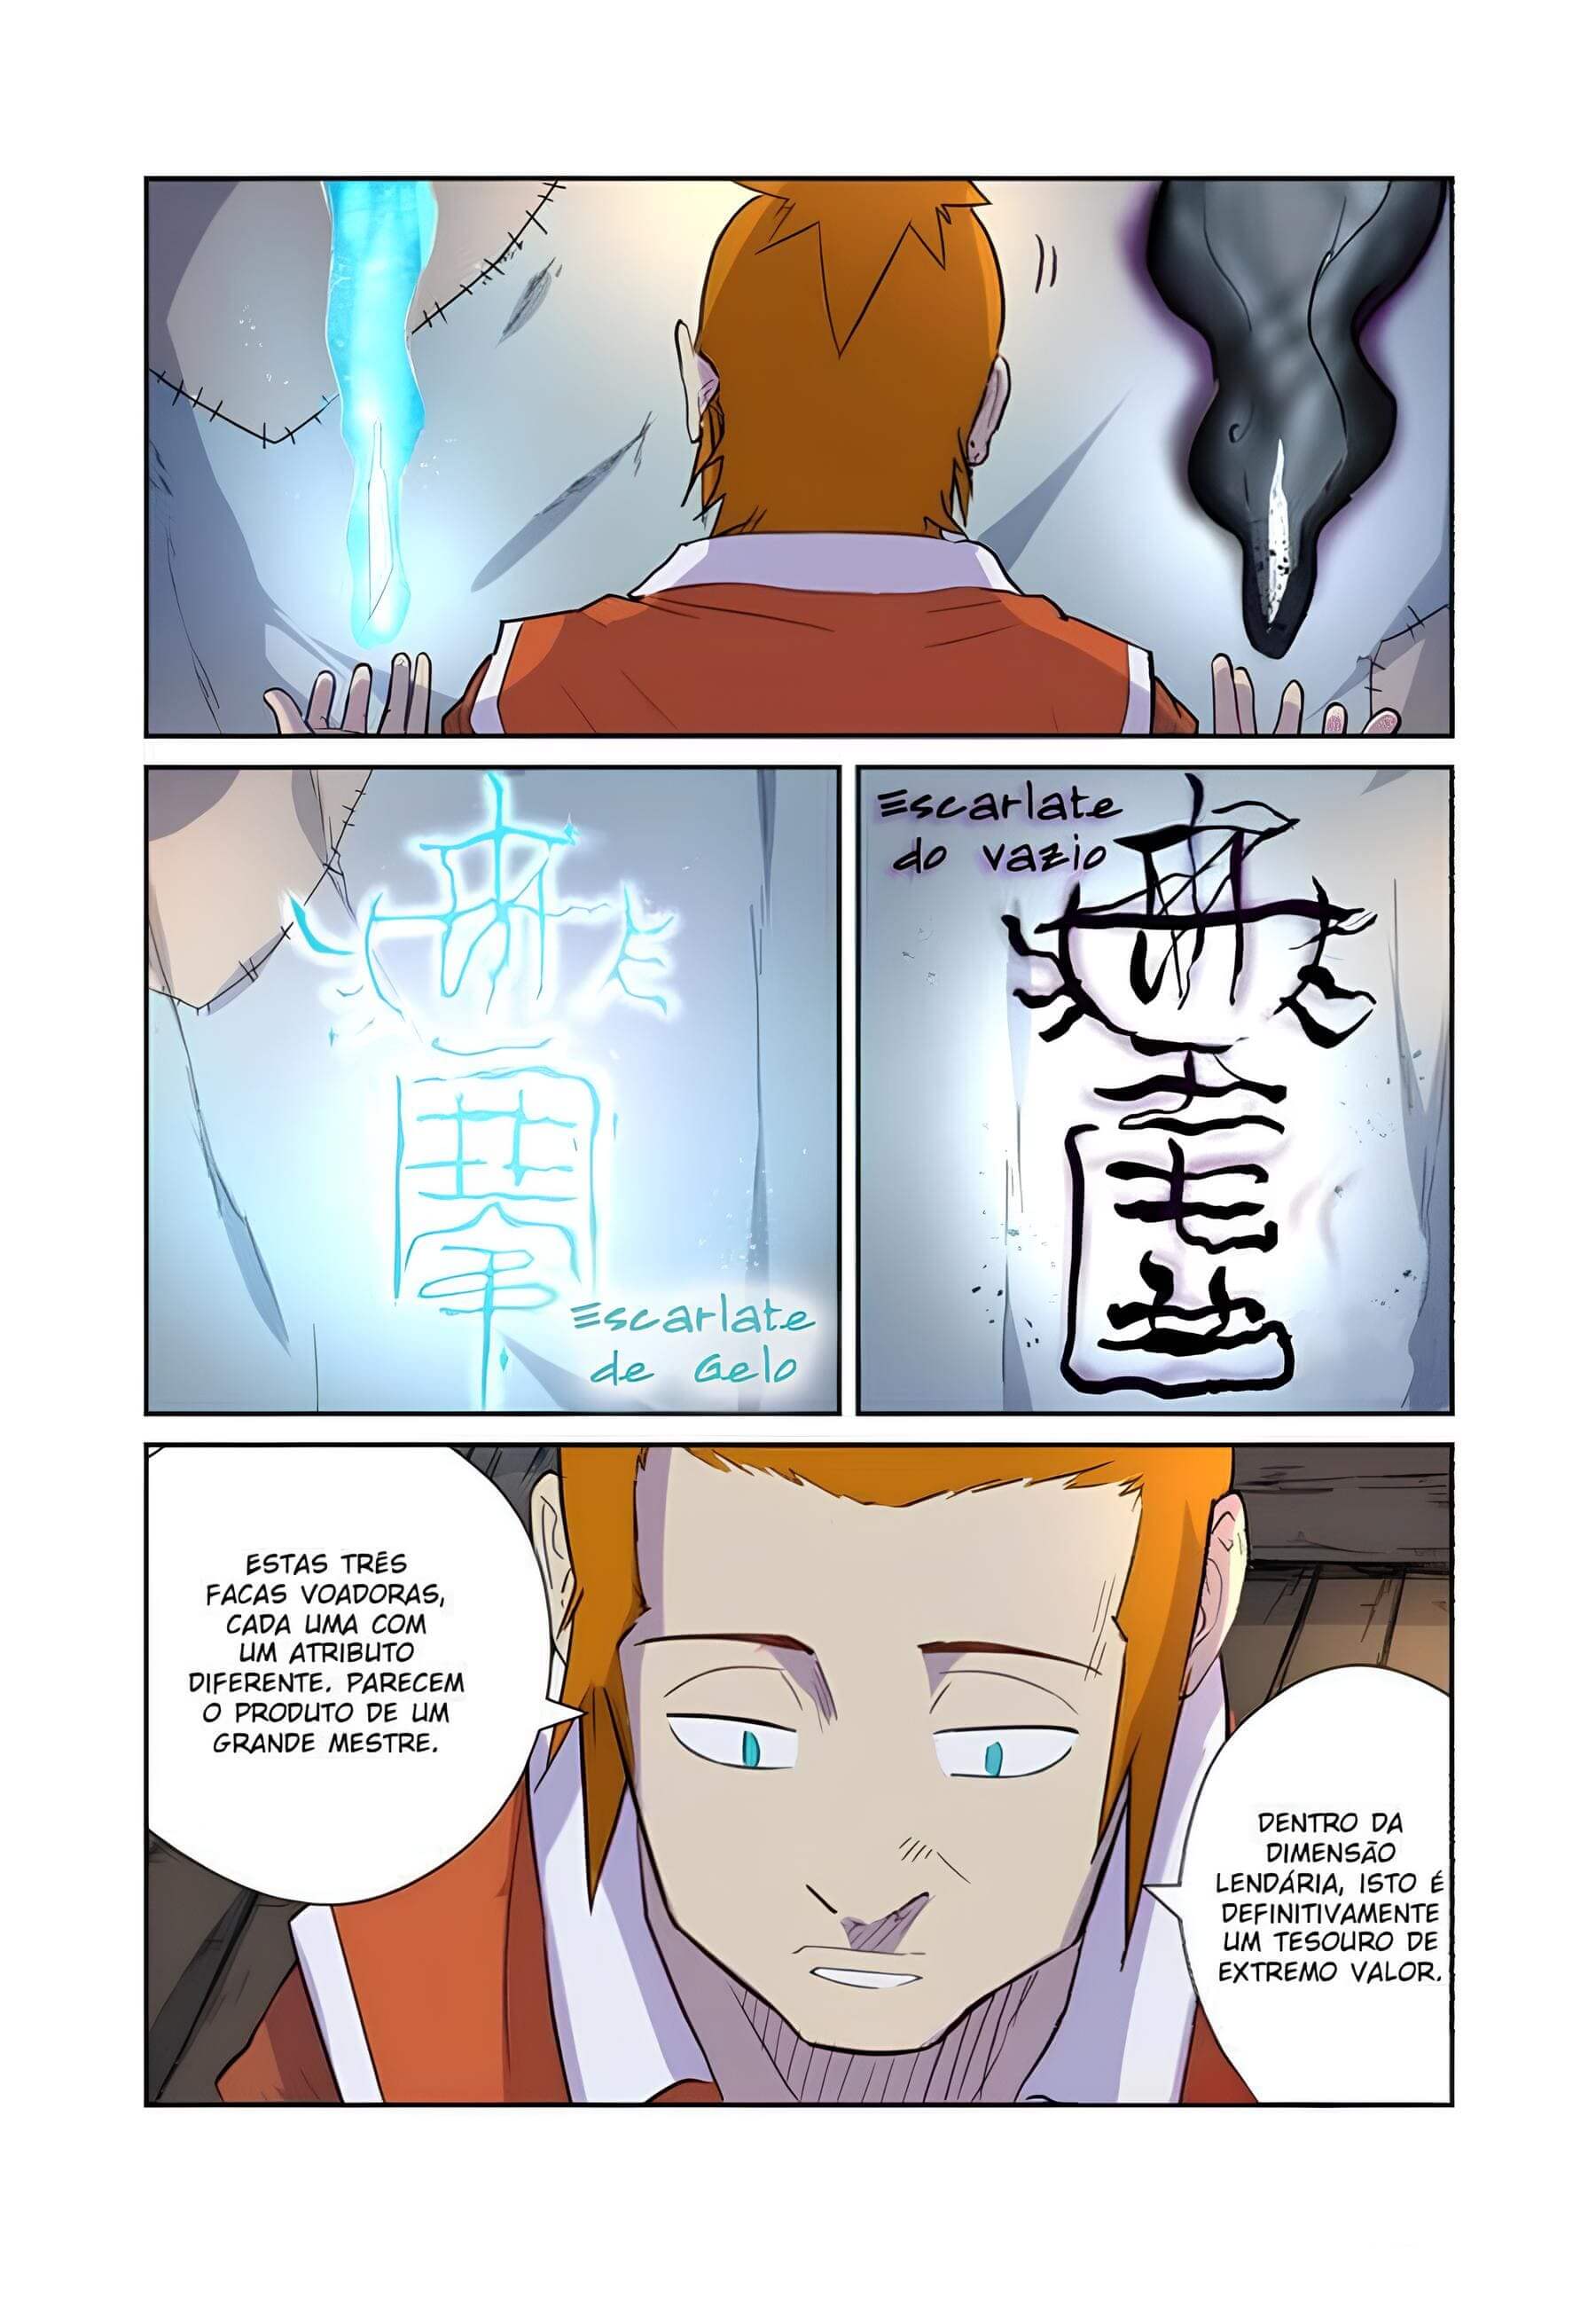 Escarlate
do vazio
Escarlate
de Gelo
ESTAS TRÊS
FACAS VOADORAS,
CADA UMA COM
UM ATRIBUTO
DIFERENTE. PARECEM
O PRODUTO DE UM
GRANDE MESTRE.
DENTRO DA
DIMENSÃO
LENDÁRIA, ISTO É
DEFINITIVAMENTE
UM TESOURO DE
EXTREMO VALOR.